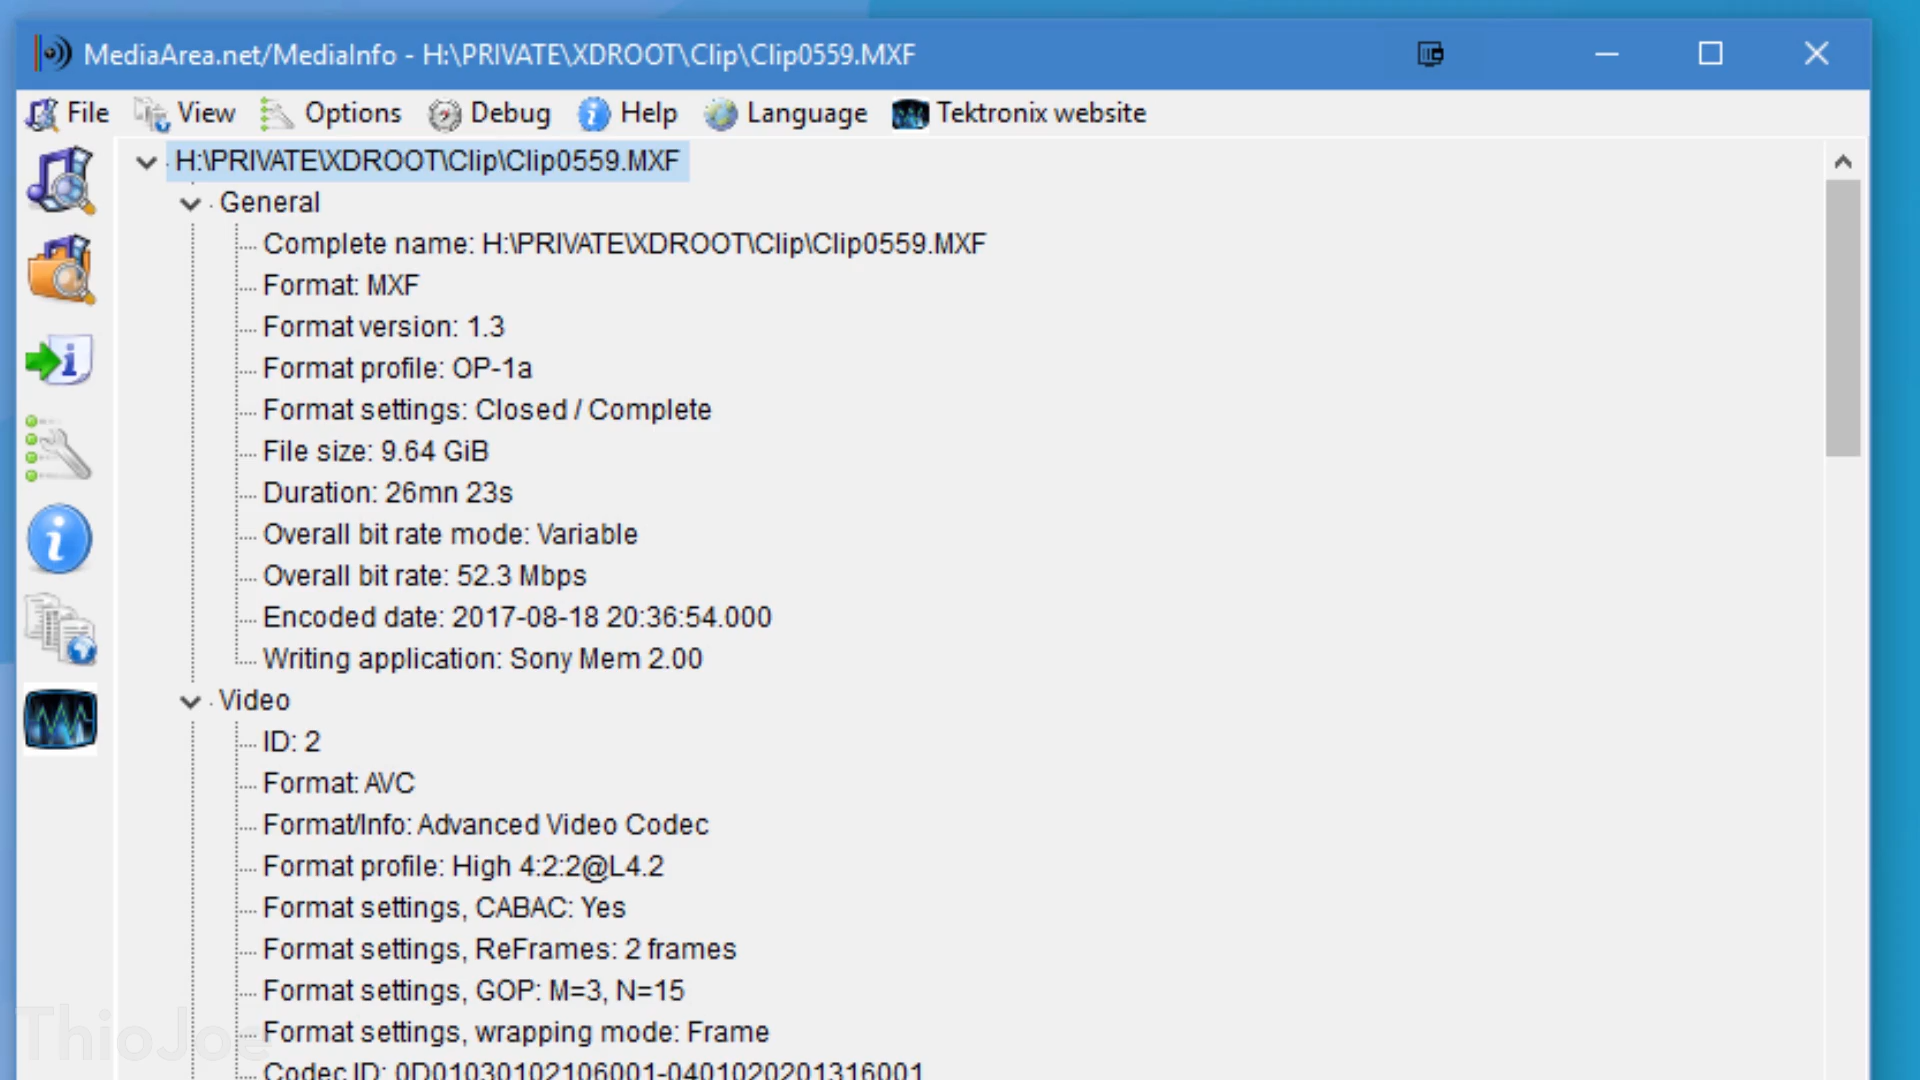 MediaArea.net/MediaInfo - H:\PRIVATE\XDROOT\Clip\Clip0559.MXF
File View Options Debug Help Language Tektronix website
H:\PRIVATE\XDROOT\Clip\Clip0559.MXF
General
Complete name: H:\PRIVATE\XDROOT\Clip\Clip0559.MXF
Format: MXF
Format version: 1.3
Format profile: OP-1a
Format settings: Closed / Complete
File size: 9.64 GiB
Duration: 26mn 23s
Overall bit rate mode: Variable
Overall bit rate: 52.3 Mbps
Encoded date: 2017-08-18 20:36:54.000
Writing application: Sony Mem 2.00
Video
ID: 2
Format: AVC
Format/Info: Advanced Video Codec
Format profile: High 4:2:2@L4.2
Format settings, CABAC: Yes
Format settings, ReFrames: 2 frames
Format settings, GOP: M=3, N=15
Format settings, wrapping mode: Frame
Codec ID: 0D01030102106001-0401020201316001
ThioJoe